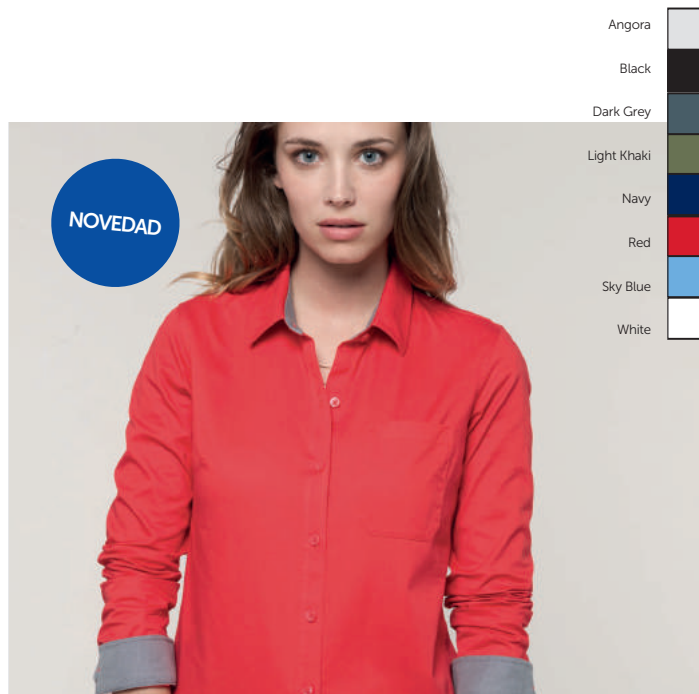 Angora
Black
Dark Grey
Light Khaki
Navy
Red
Sky Blue
White
NOVEDAD